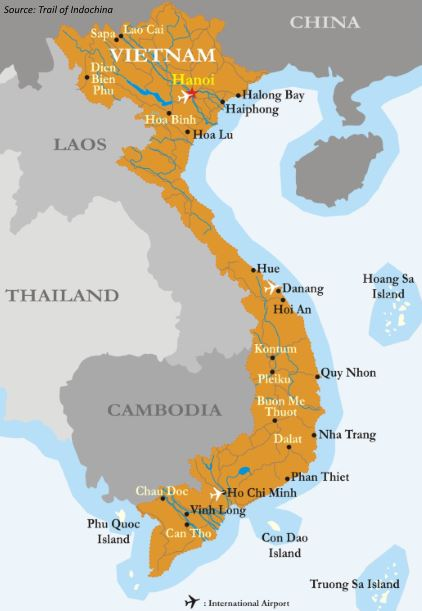 Source: Trail of Indochina
CHINA
Lao Cai
Sapa
VIETNAM
Hanoi
Dien
Bien
Phu
Halong Bay
Haiphong
Hoa Binh
Hoa Lu
LAOS
Hue
Danang
Hoi An
Hoang Sa
Island
THAILAND
Kontum
Pleiku
Quy Nhon
Buon Me
Thuot
CAMBODIA
Dalat
Nha Trang
Phan Thiet
Chau Doc
Ho Chi Minh
Vinh Long
Phu Quoc
Island
Can Tho
Con Dao
Island
Truong Sa
Island
: International Airport